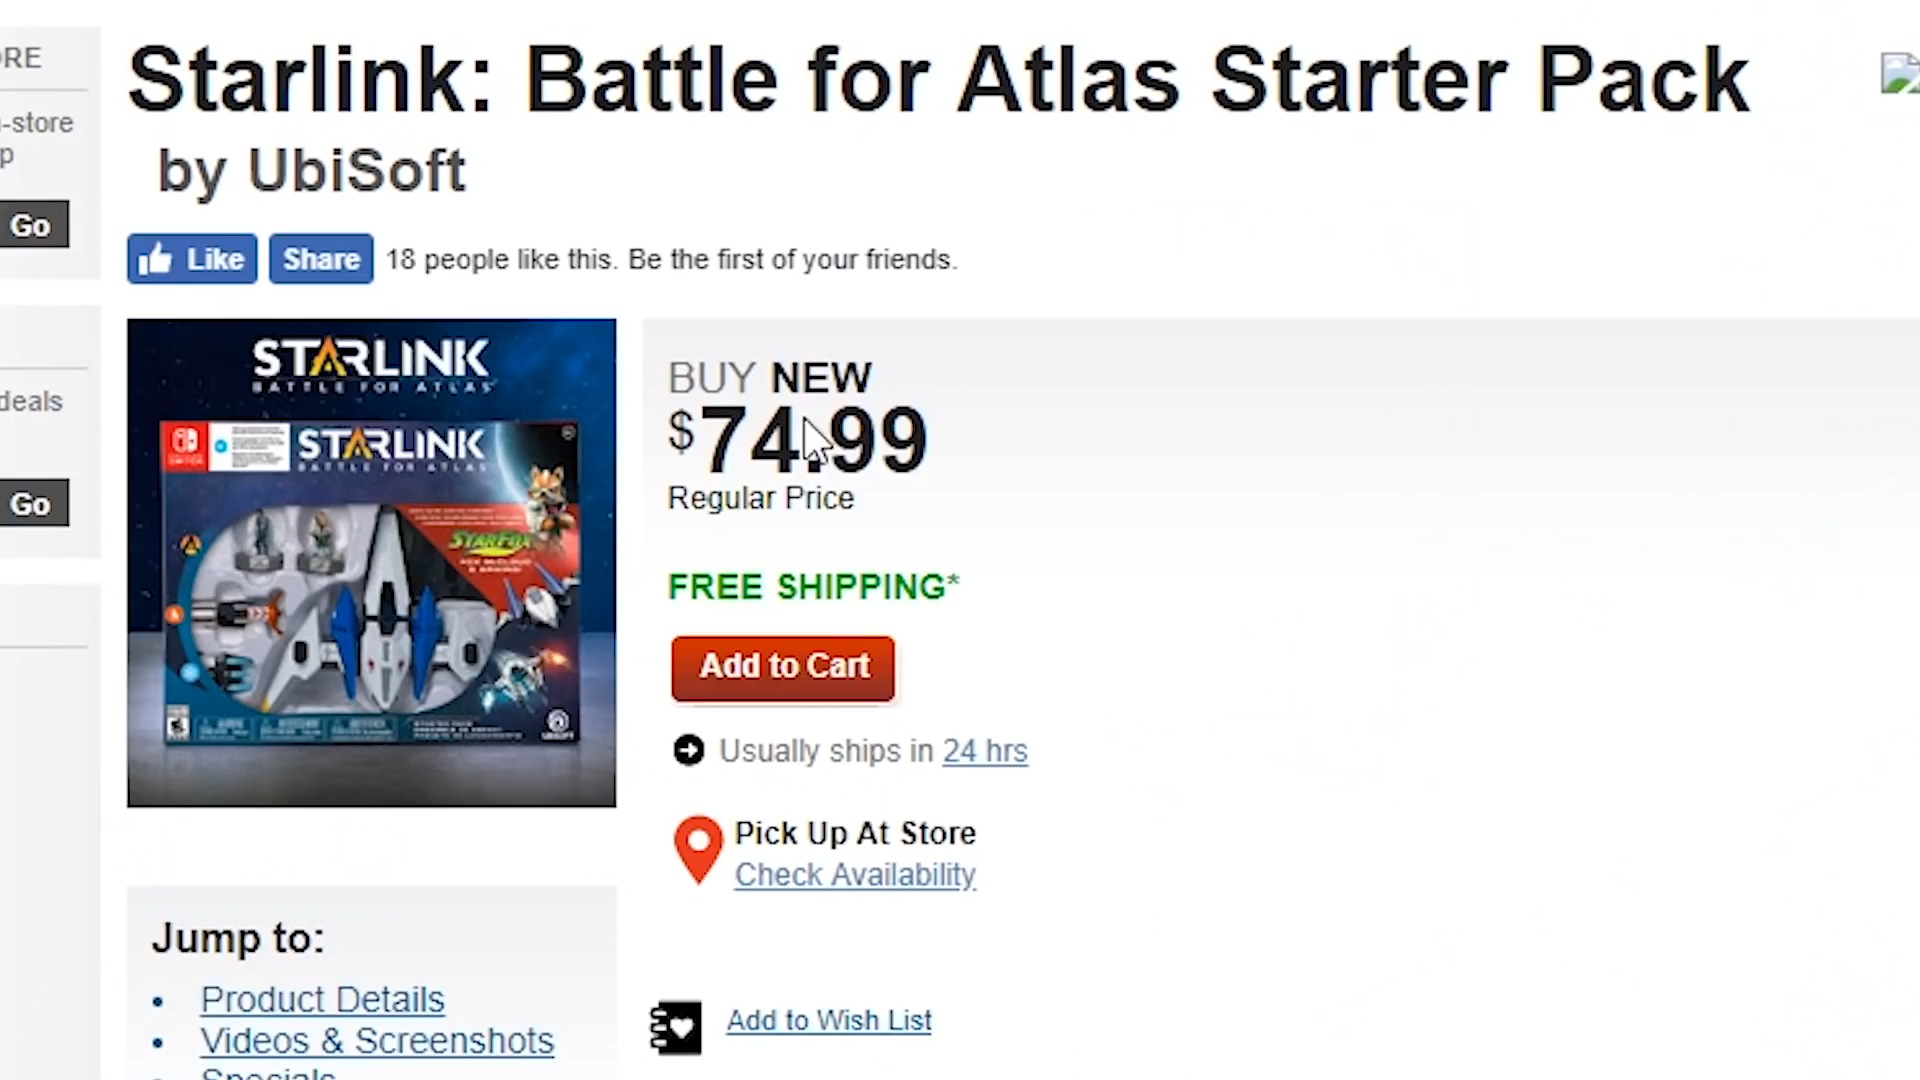 ORE
Starlink: Battle for Atlas Starter Pack
by UbiSoft
-store
p
Go
Like
Share
18 people like this. Be the first of your friends.
deals
Go
STARLINK
BATTLE FOR ATLAS
STARLINK
BATTLE FOR ATLAS
STARFOX
UBISOFT
BUY NEW
$74.99
Regular Price
FREE SHIPPING*
Add to Cart
Usually ships in 24 hrs
Pick Up At Store
Check Availability
Add to Wish List
Jump to:
• Product Details
• Videos & Screenshots
• Specials